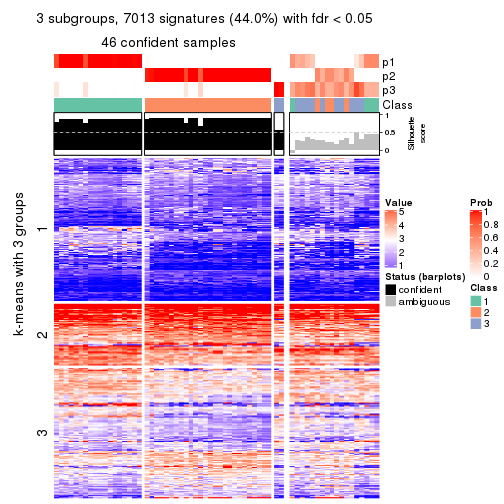 3 subgroups, 7013 signatures (44.0%) with fdr < 0.05
46 confident samples
p1
p2
p3
Class
1
0.5
0
Silhouette
score
k-means with 3 groups
1
2
3
Value
5
4
3
2
1
Status (barplots)
confident
ambiguous
Prob
1
0.8
0.6
0.4
0.2
0
Class
1
2
3